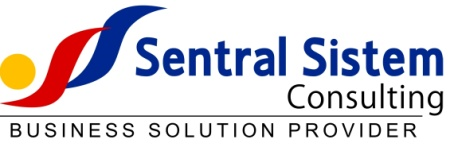 Sentral Sistem
Consulting
BUSINESS SOLUTION PROVIDER